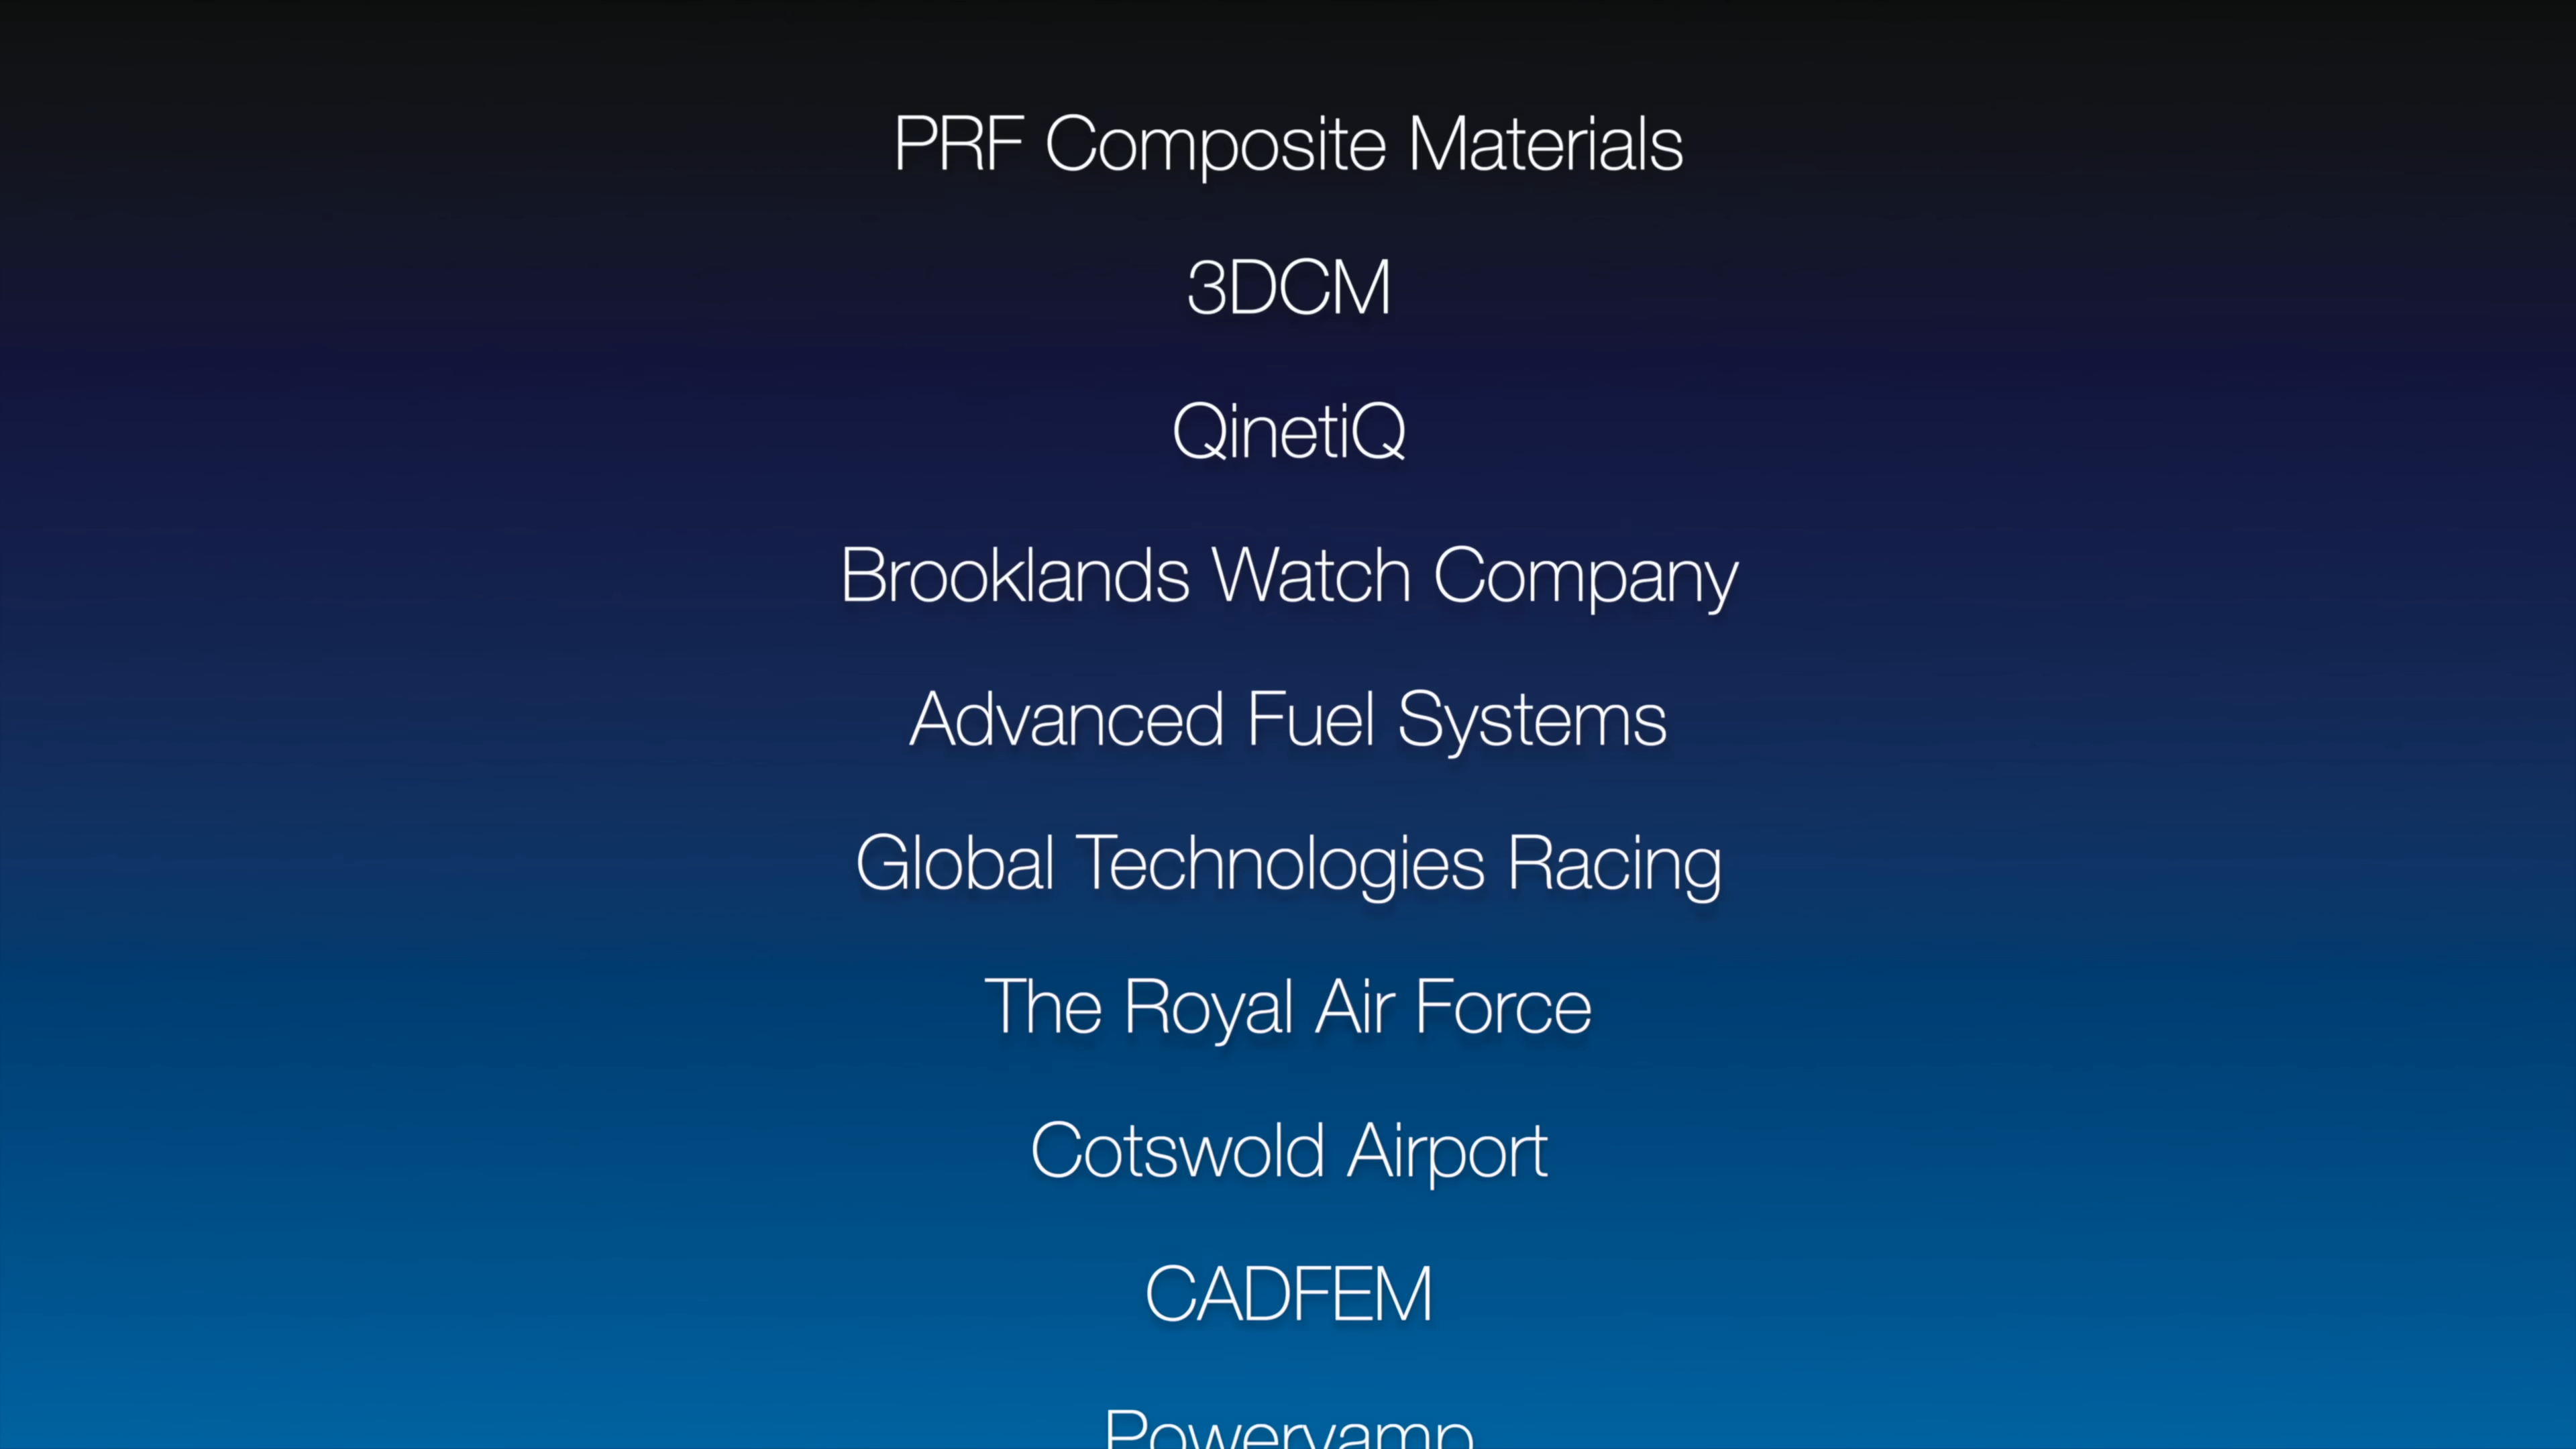 PRF Composite Materials
3DCM
QinetiQ
Brooklands Watch Company
Advanced Fuel Systems
Global Technologies Racing
The Royal Air Force
Cotswold Airport
CADFEM
Powervamp